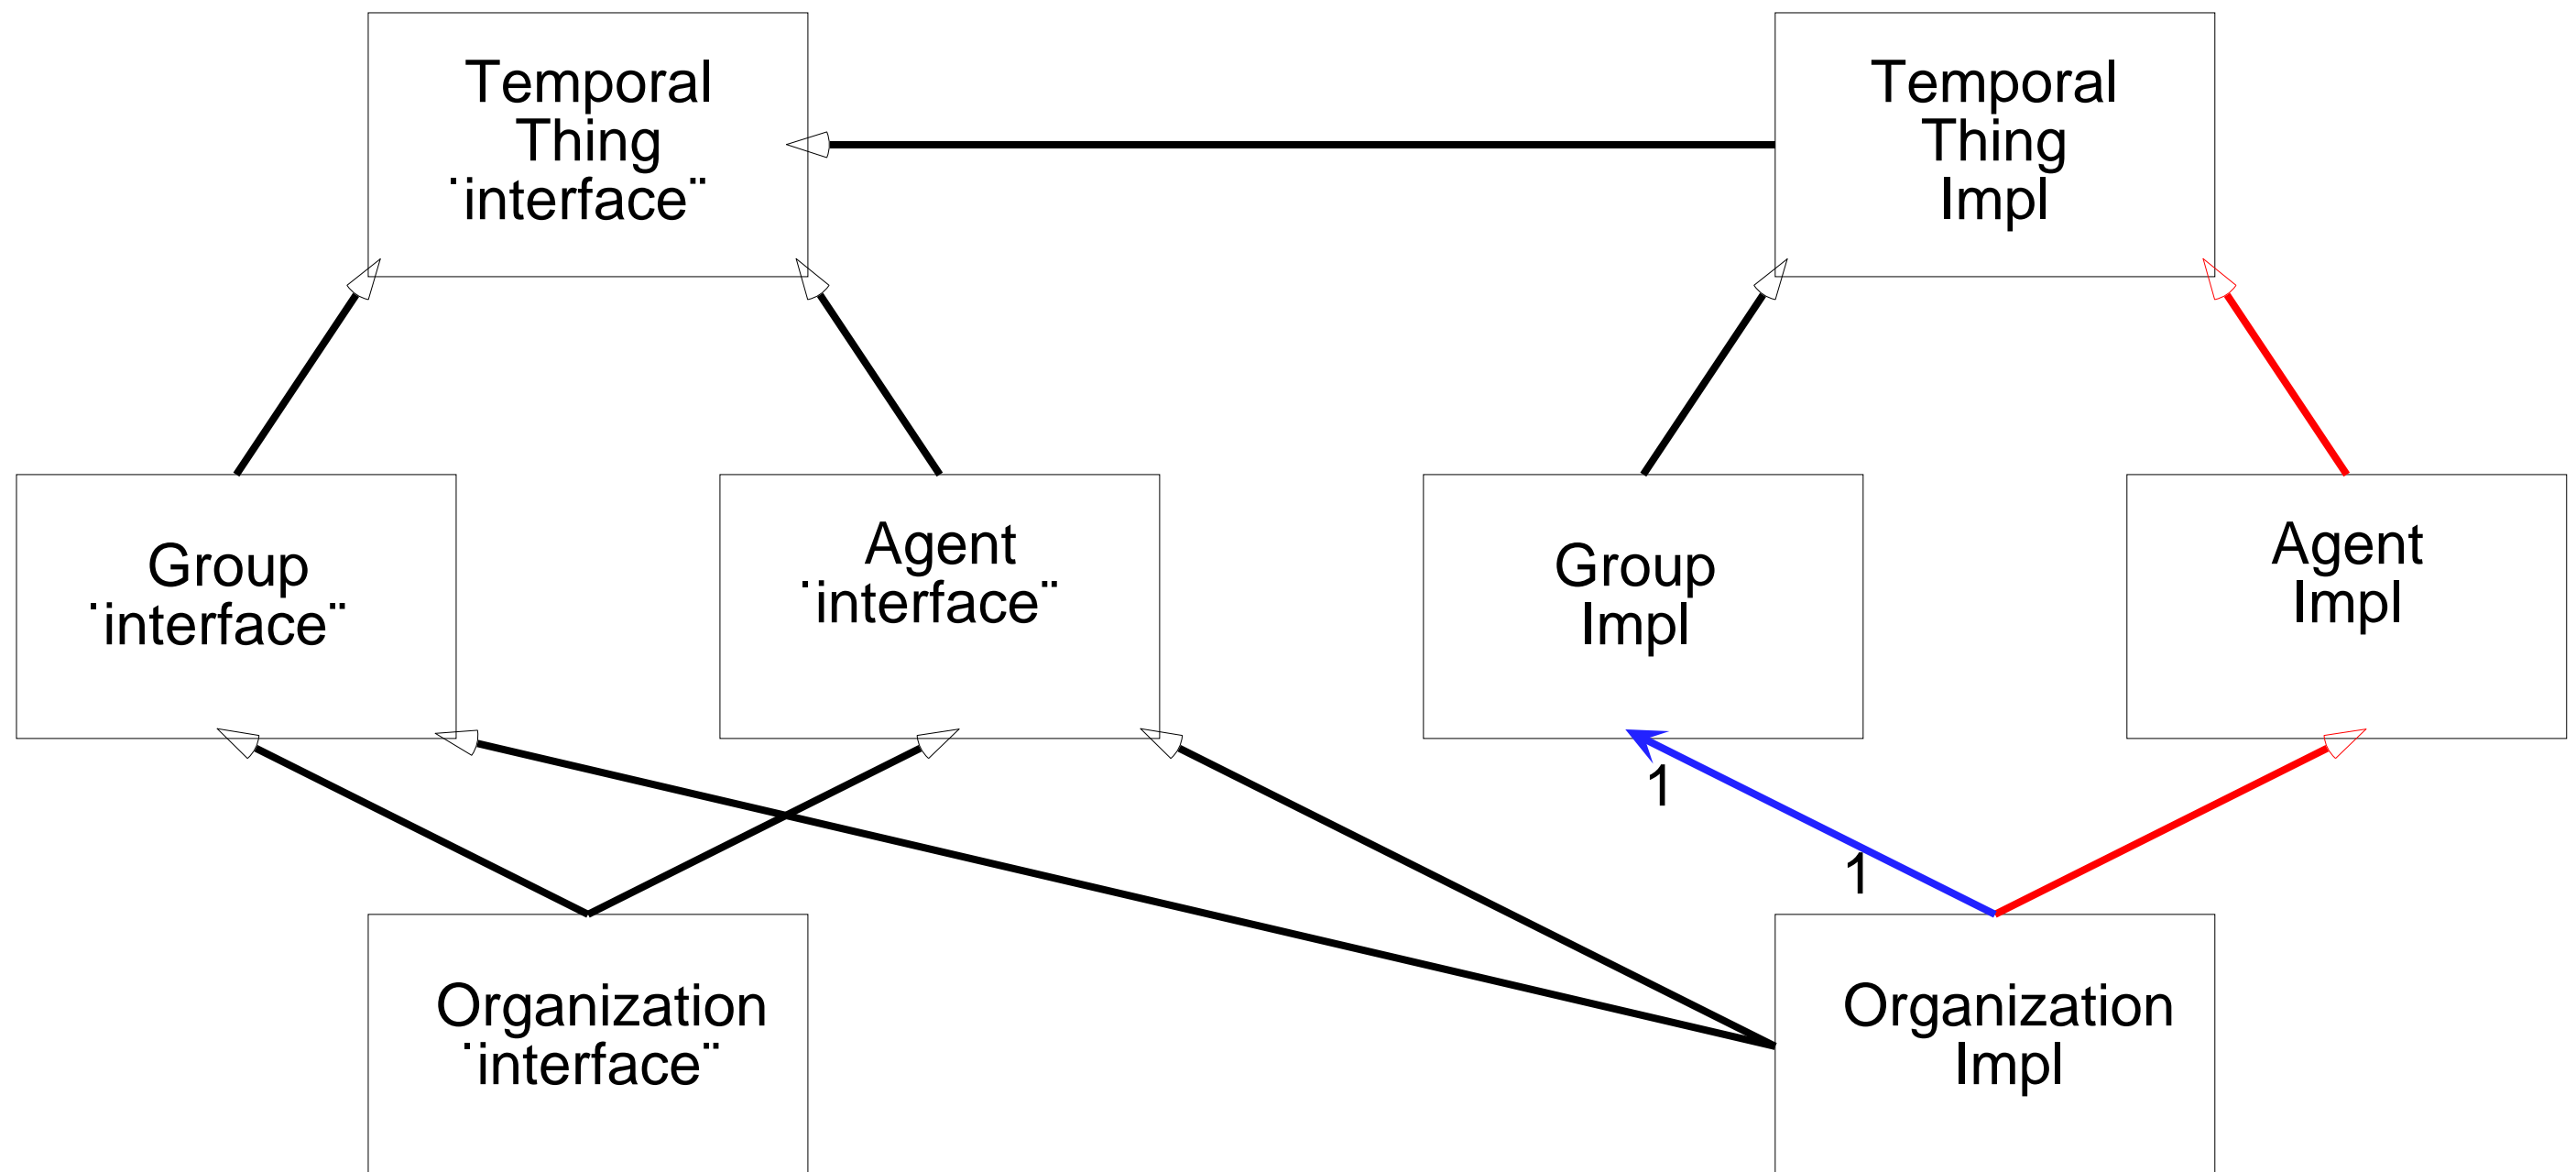 Temporal
Thing
¨interface¨
Temporal
Thing
Impl
Group
¨interface¨
Agent
¨interface¨
Group
Impl
Agent
Impl
1
1
Organization
¨interface¨
Organization
Impl